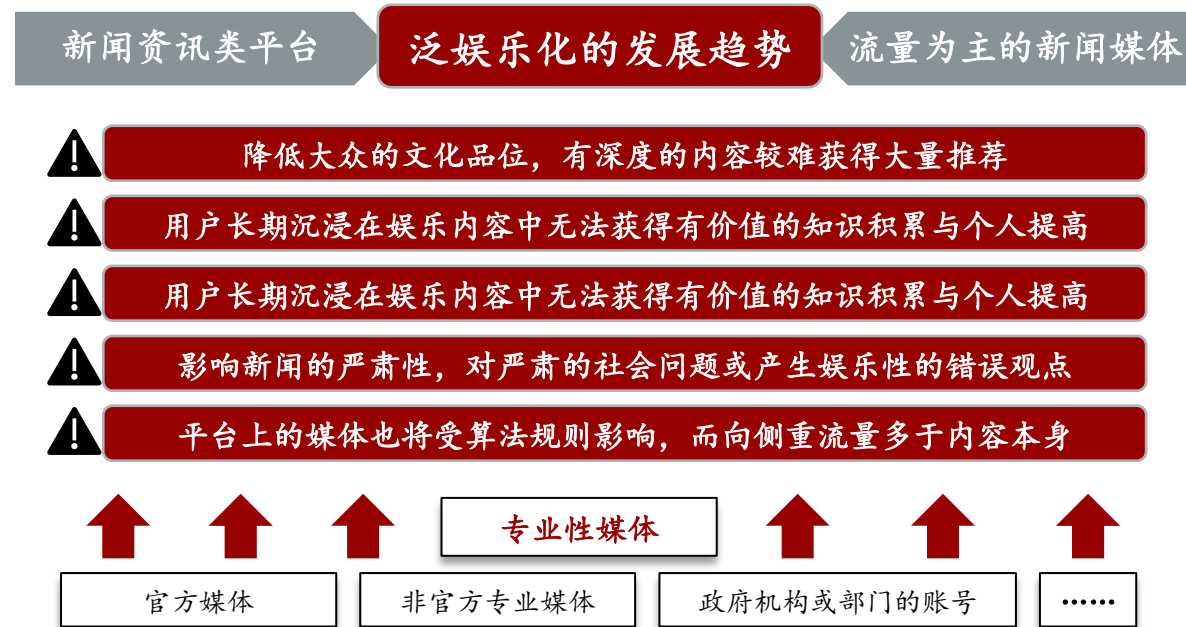 新闻资讯类平台
泛娱乐化的发展趋势
流量为主的新闻媒体
降低大众的文化品位，有深度的内容较难获得大量推荐
用户长期沉浸在娱乐内容中无法获得有价值的知识积累与个人提高
用户长期沉浸在娱乐内容中无法获得有价值的知识积累与个人提高
影响新闻的严肃性，对严肃的社会问题或产生娱乐性的错误观点
平台上的媒体也将受算法规则影响，而向侧重流量多于内容本身
专业性媒体
官方媒体
非官方专业媒体
政府机构或部门的账号
……